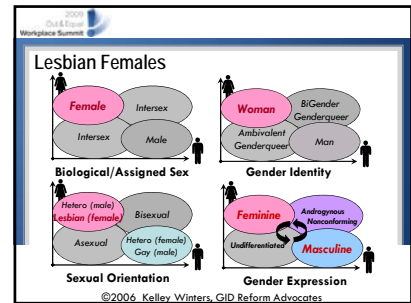 2009
Out & Equal
Workplace Summit
Lesbian Females
Female
Intersex
Intersex
Male
Biological/Assigned Sex
Woman
BiGender
Genderqueer
Ambivalent
Genderqueer
Man
Gender Identity
Hetero (male)
Lesbian (female)
Bisexual
Asexual
Hetero (female)
Gay (male)
Sexual Orientation
Feminine
Androgynous
Nonconforming
Undifferentiated
Masculine
Gender Expression
©2006 Kelley Winters, GID Reform Advocates